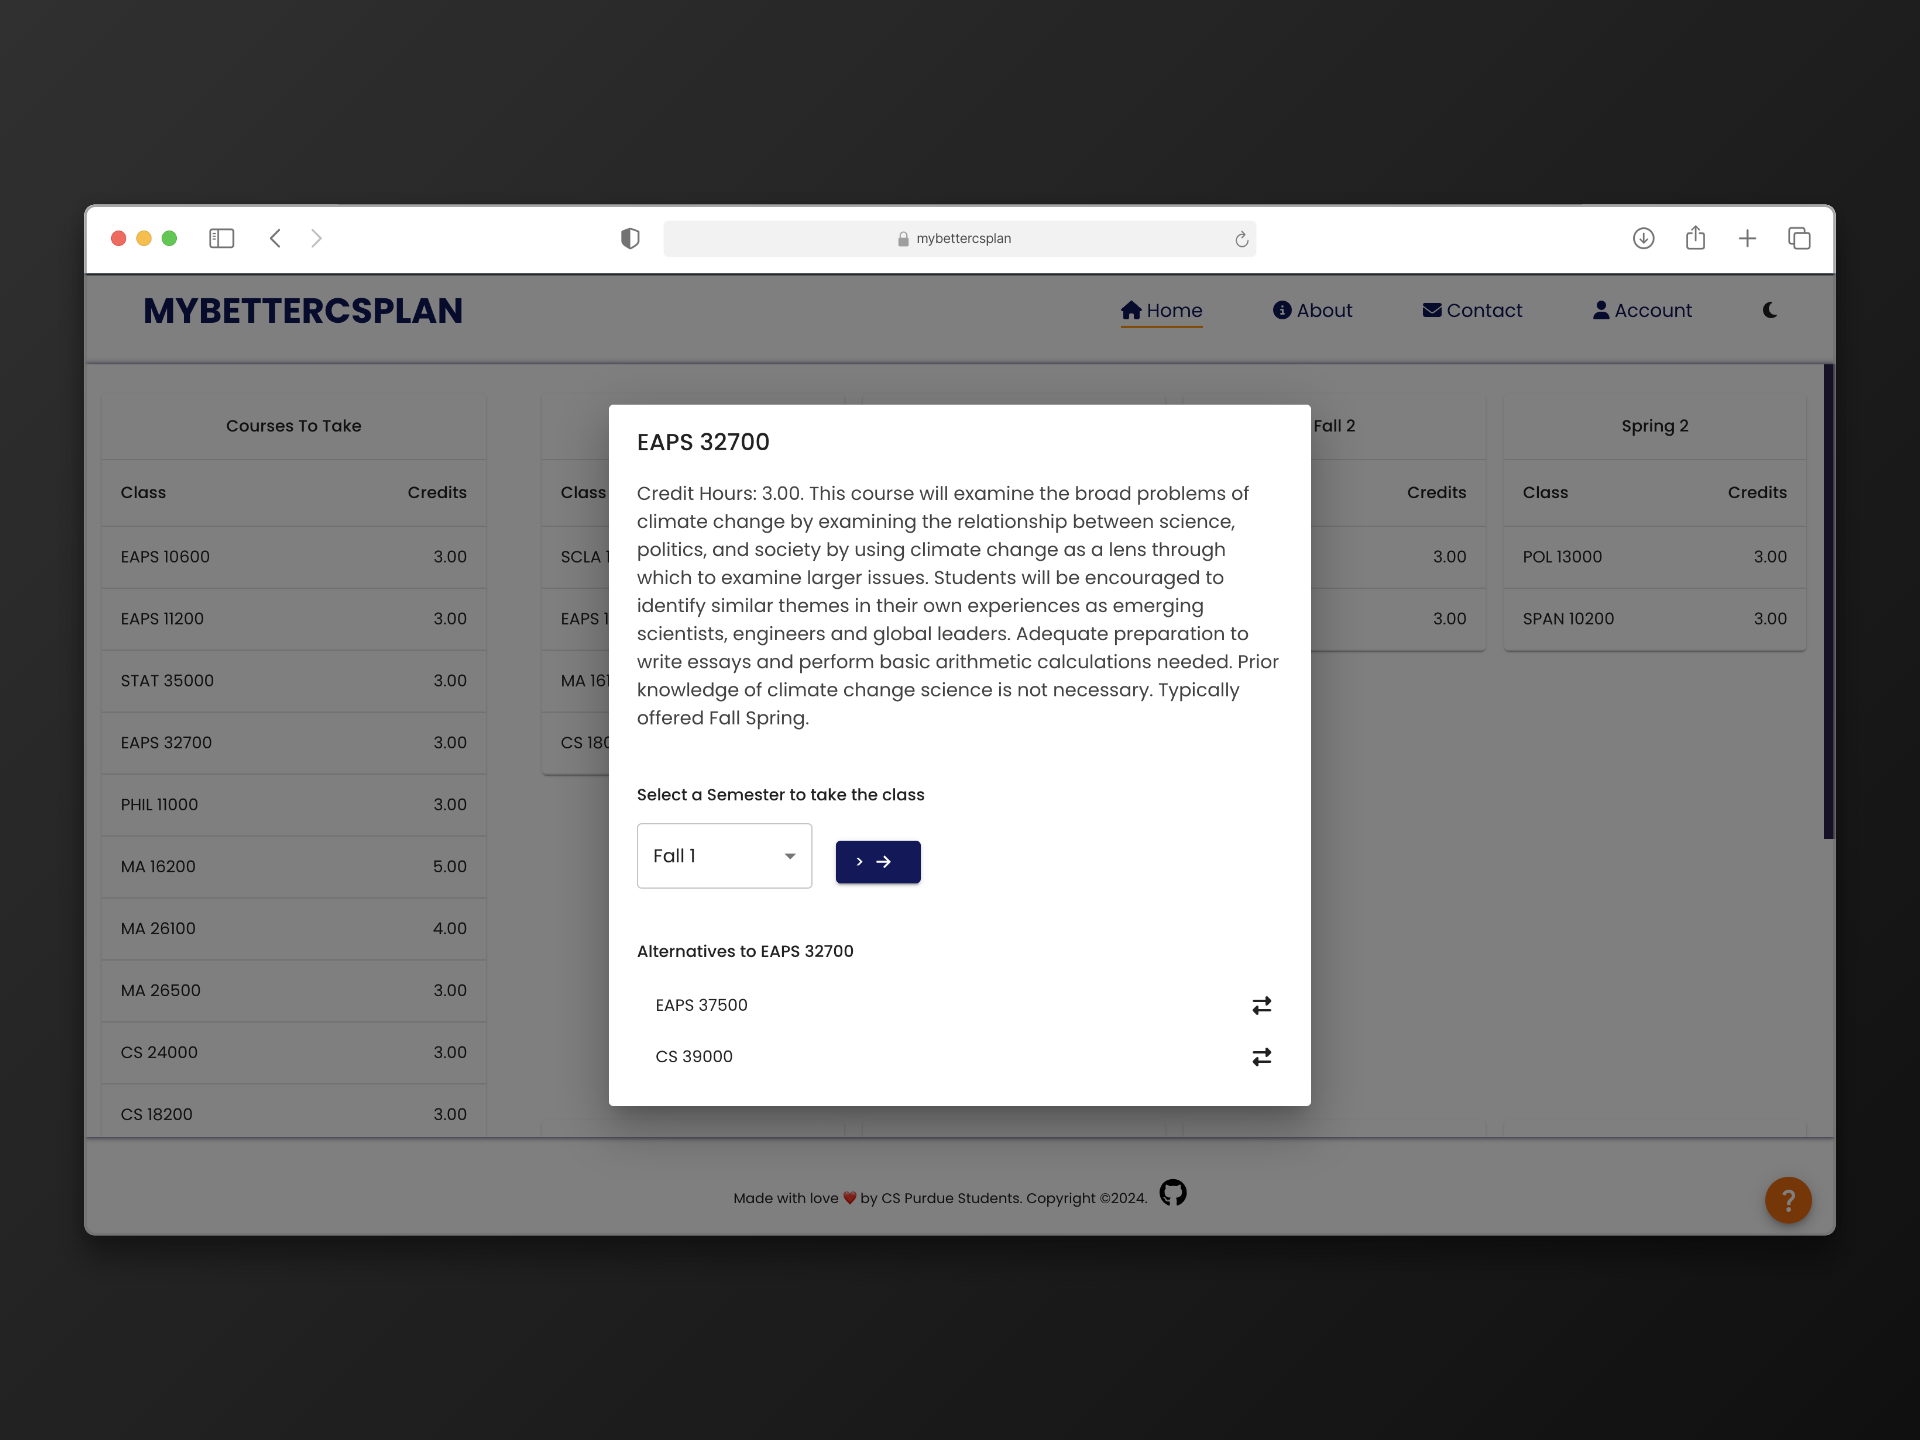 mybettercsplan
MYBETTERCSPLAN
Home
About
Contact
Account
Courses To Take
Class Credits
EAPS 10600 3.00
EAPS 11200 3.00
STAT 35000 3.00
EAPS 32700 3.00
PHIL 11000 3.00
MA 16200 5.00
MA 26100 4.00
MA 26500 3.00
CS 24000 3.00
CS 18200 3.00
Class
SCLA
EAPS
MA
CS
EAPS 32700
Credit Hours: 3.00. This course will examine the broad problems of
climate change by examining the relationship between science,
politics, and society by using climate change as a lens through
which to examine larger issues. Students will be encouraged to
identify similar themes in their own experiences as emerging
scientists, engineers and global leaders. Adequate preparation to
write essays and perform basic arithmetic calculations needed. Prior
knowledge of climate change science is not necessary. Typically
offered Fall Spring.
Select a Semester to take the class
Fall 1
> →
Alternatives to EAPS 32700
EAPS 37500
CS 39000
Fall 2
Credits
3.00
3.00
Spring 2
Class Credits
POL 13000 3.00
SPAN 10200 3.00
Made with love ❤️ by CS Purdue Students. Copyright ©2024.
?